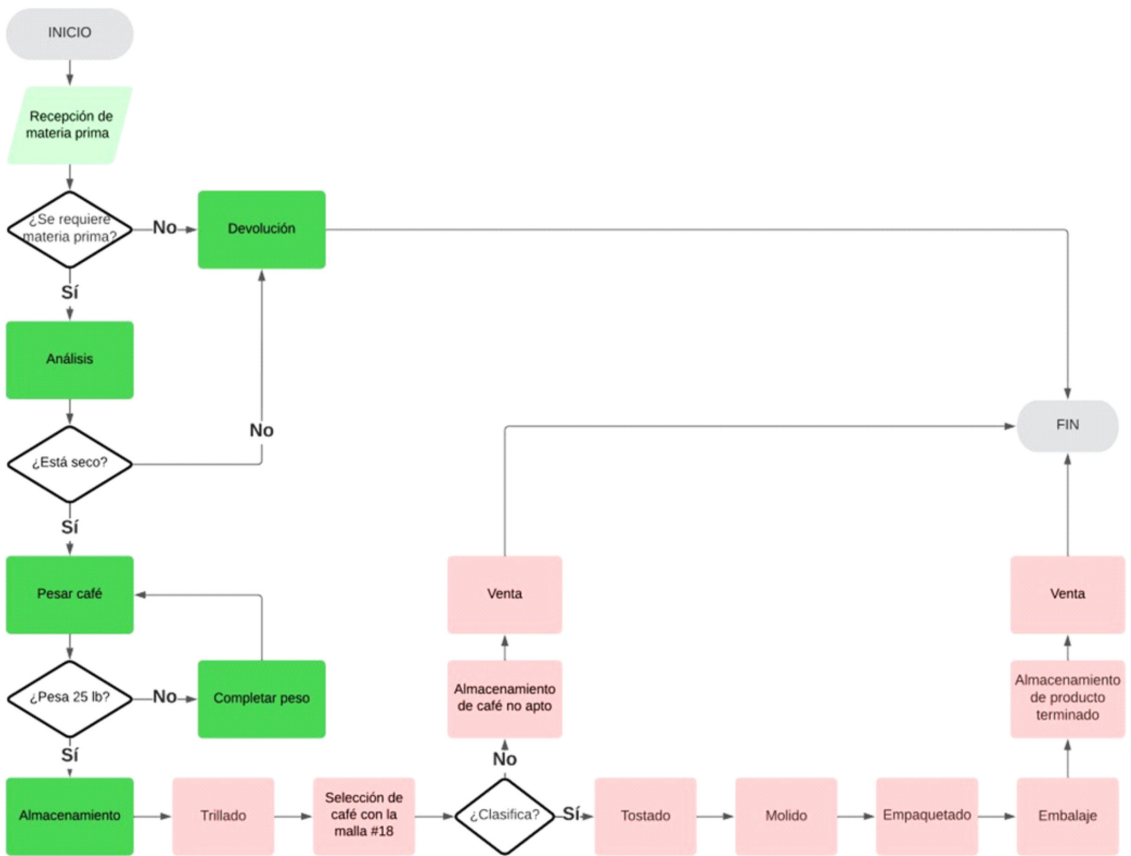 INICIO
Recepción de
materia prima
¿Se requiere
materia prima?
No
Devolución
Sí
Análisis
¿Está seco?
No
Sí
FIN
Pesar café
Venta
Venta
¿Pesa 25 lb?
No
Completar peso
Almacenamiento
de café no apto
Almacenamiento
de producto
terminado
Sí
No
Almacenamiento
Trillado
Selección de
café con la
malla #18
¿Clasifica?
Sí
Tostado
Molido
Empaquetado
Embalaje